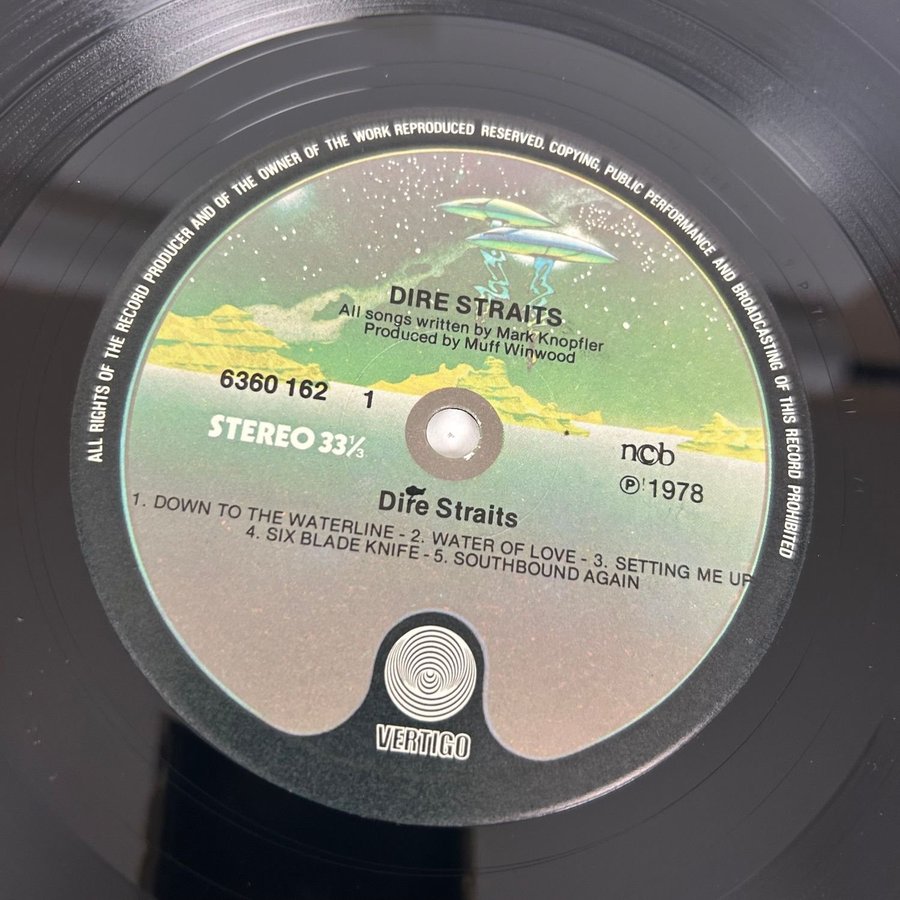 ALL RIGHTS OF THE RECORD PRODUCER AND OF THE OWNER OF THE WORK REPRODUCED RESERVED. COPYING, PUBLIC PERFORMANCE AND BROADCASTING OF THIS RECORD PROHIBITED
DIRE STRAITS
All songs written by Mark Knopfler
Produced by Muff Winwood
6360 162 1
STEREO 33⅓
ncb
Ⓟ 1978
Dire Straits
1. DOWN TO THE WATERLINE - 2. WATER OF LOVE - 3. SETTING ME UP
4. SIX BLADE KNIFE - 5. SOUTHBOUND AGAIN
VERTIGO